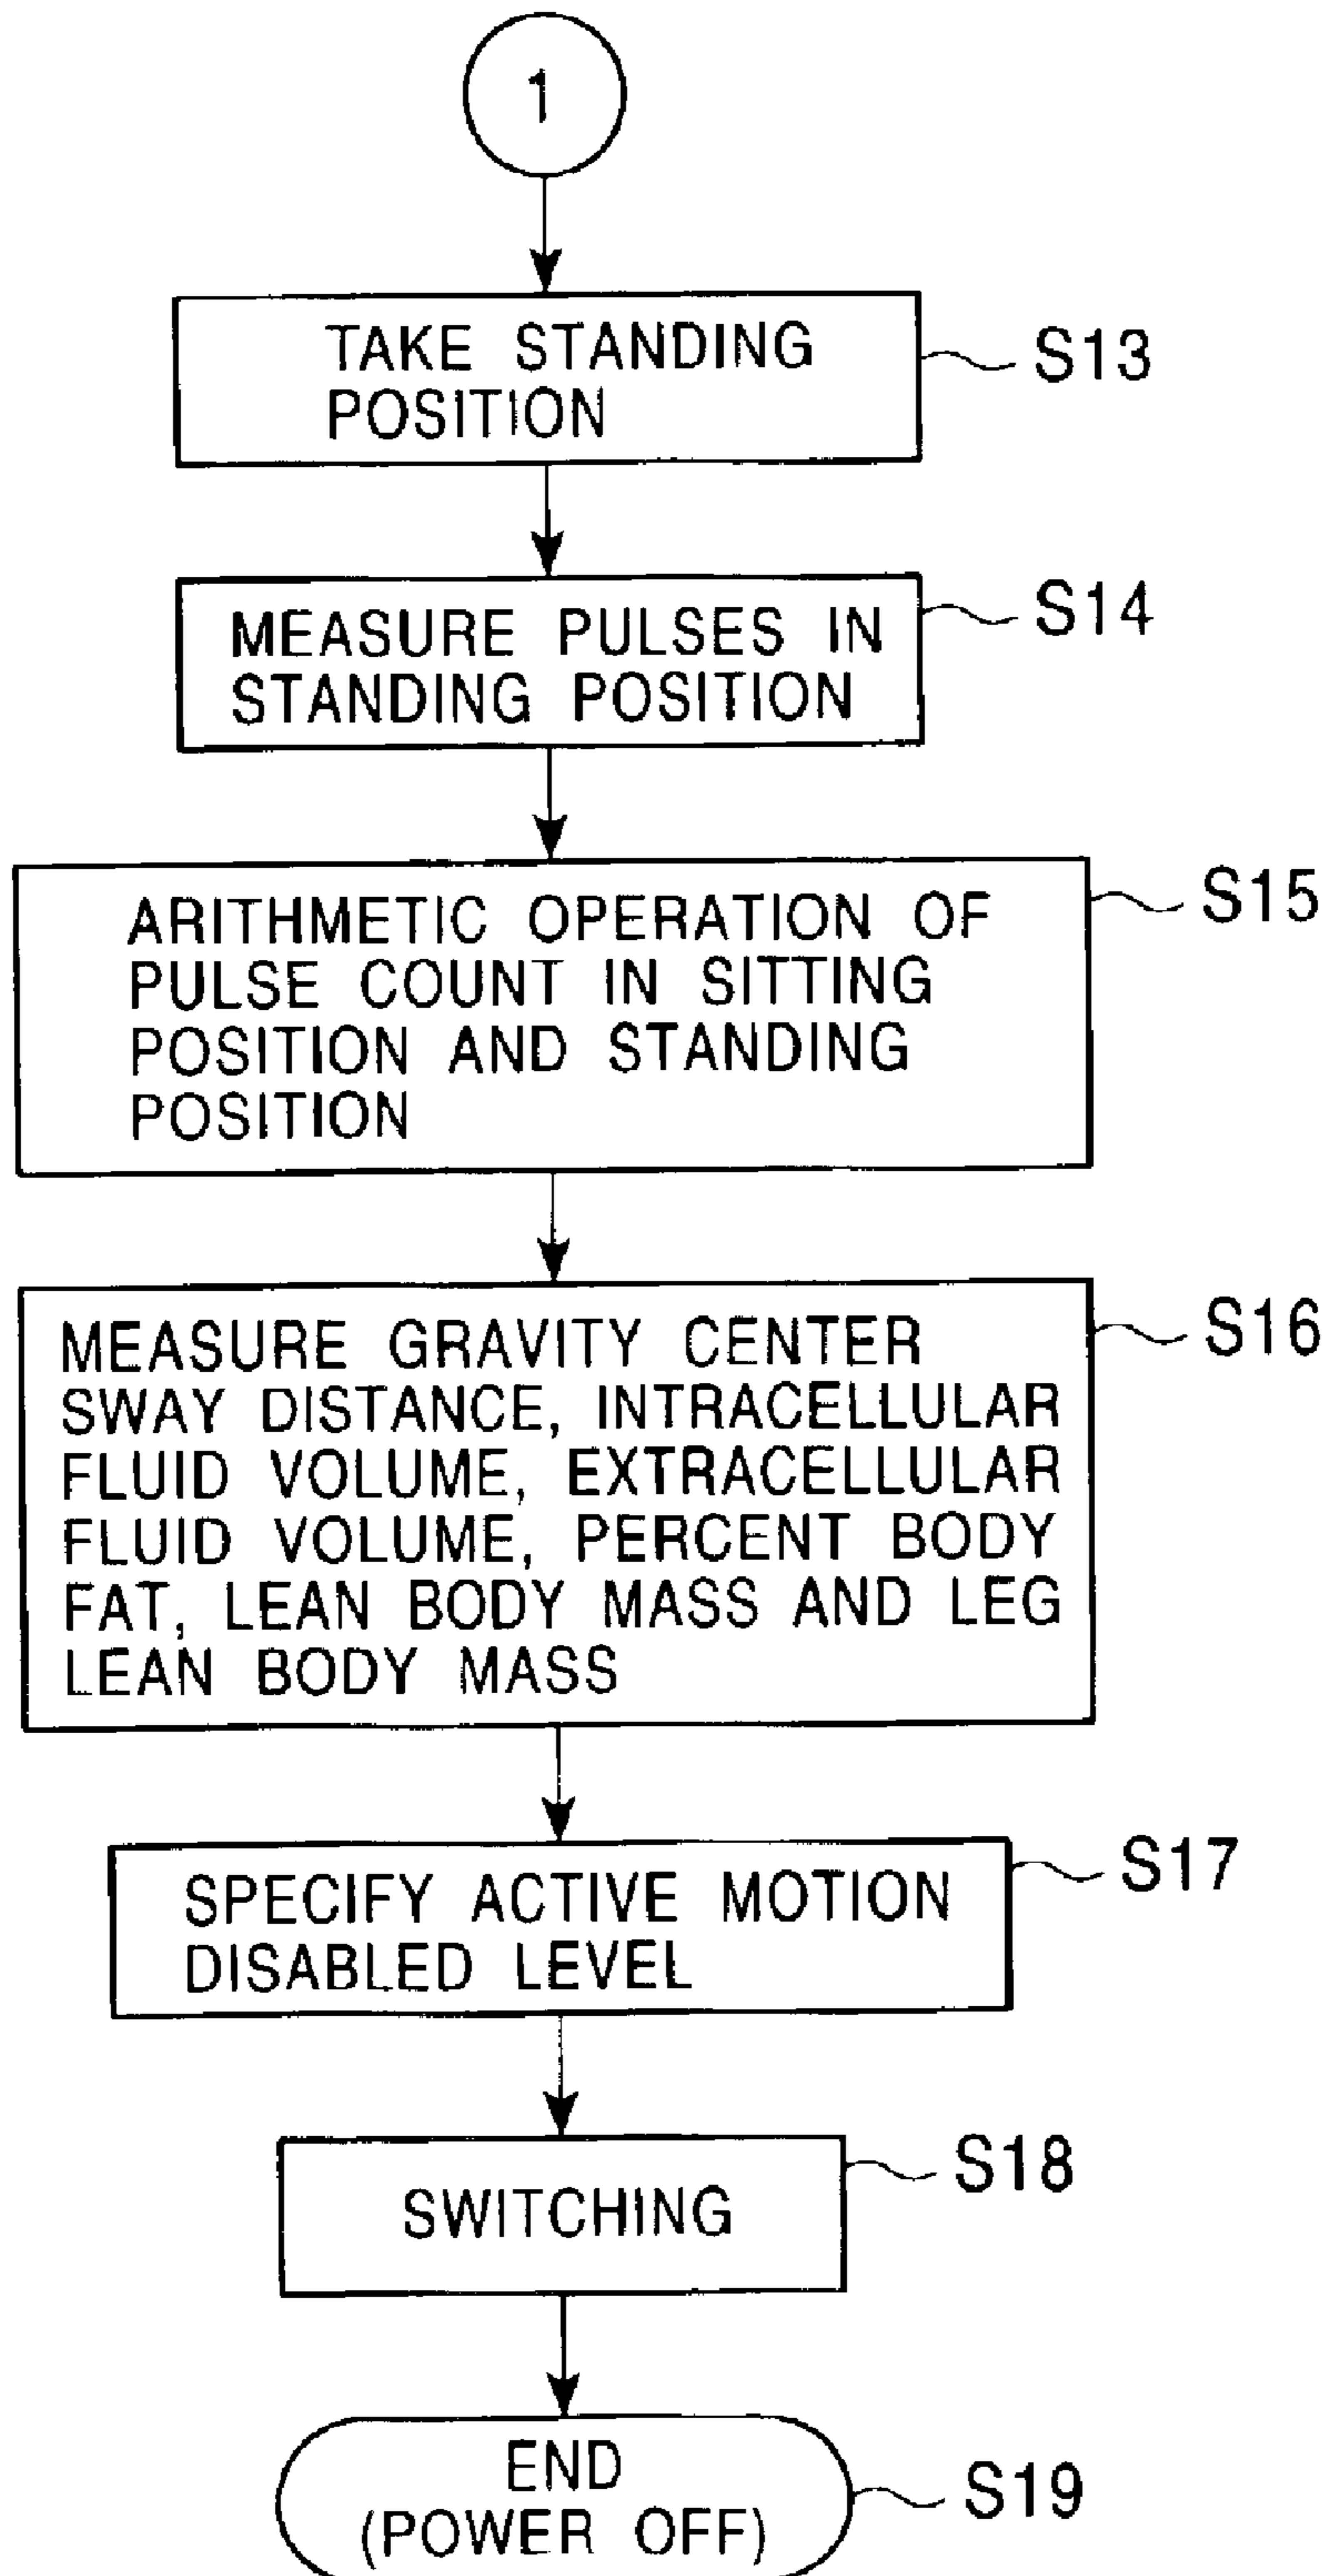 1
TAKE STANDING
POSITION
S13
MEASURE PULSES IN
STANDING POSITION
S14
ARITHMETIC OPERATION OF
PULSE COUNT IN SITTING
POSITION AND STANDING
POSITION
S15
MEASURE GRAVITY CENTER
SWAY DISTANCE, INTRACELLULAR
FLUID VOLUME, EXTRACELLULAR
FLUID VOLUME, PERCENT BODY
FAT, LEAN BODY MASS AND LEG
LEAN BODY MASS
S16
SPECIFY ACTIVE MOTION
DISABLED LEVEL
S17
SWITCHING
S18
END
(POWER OFF)
S19